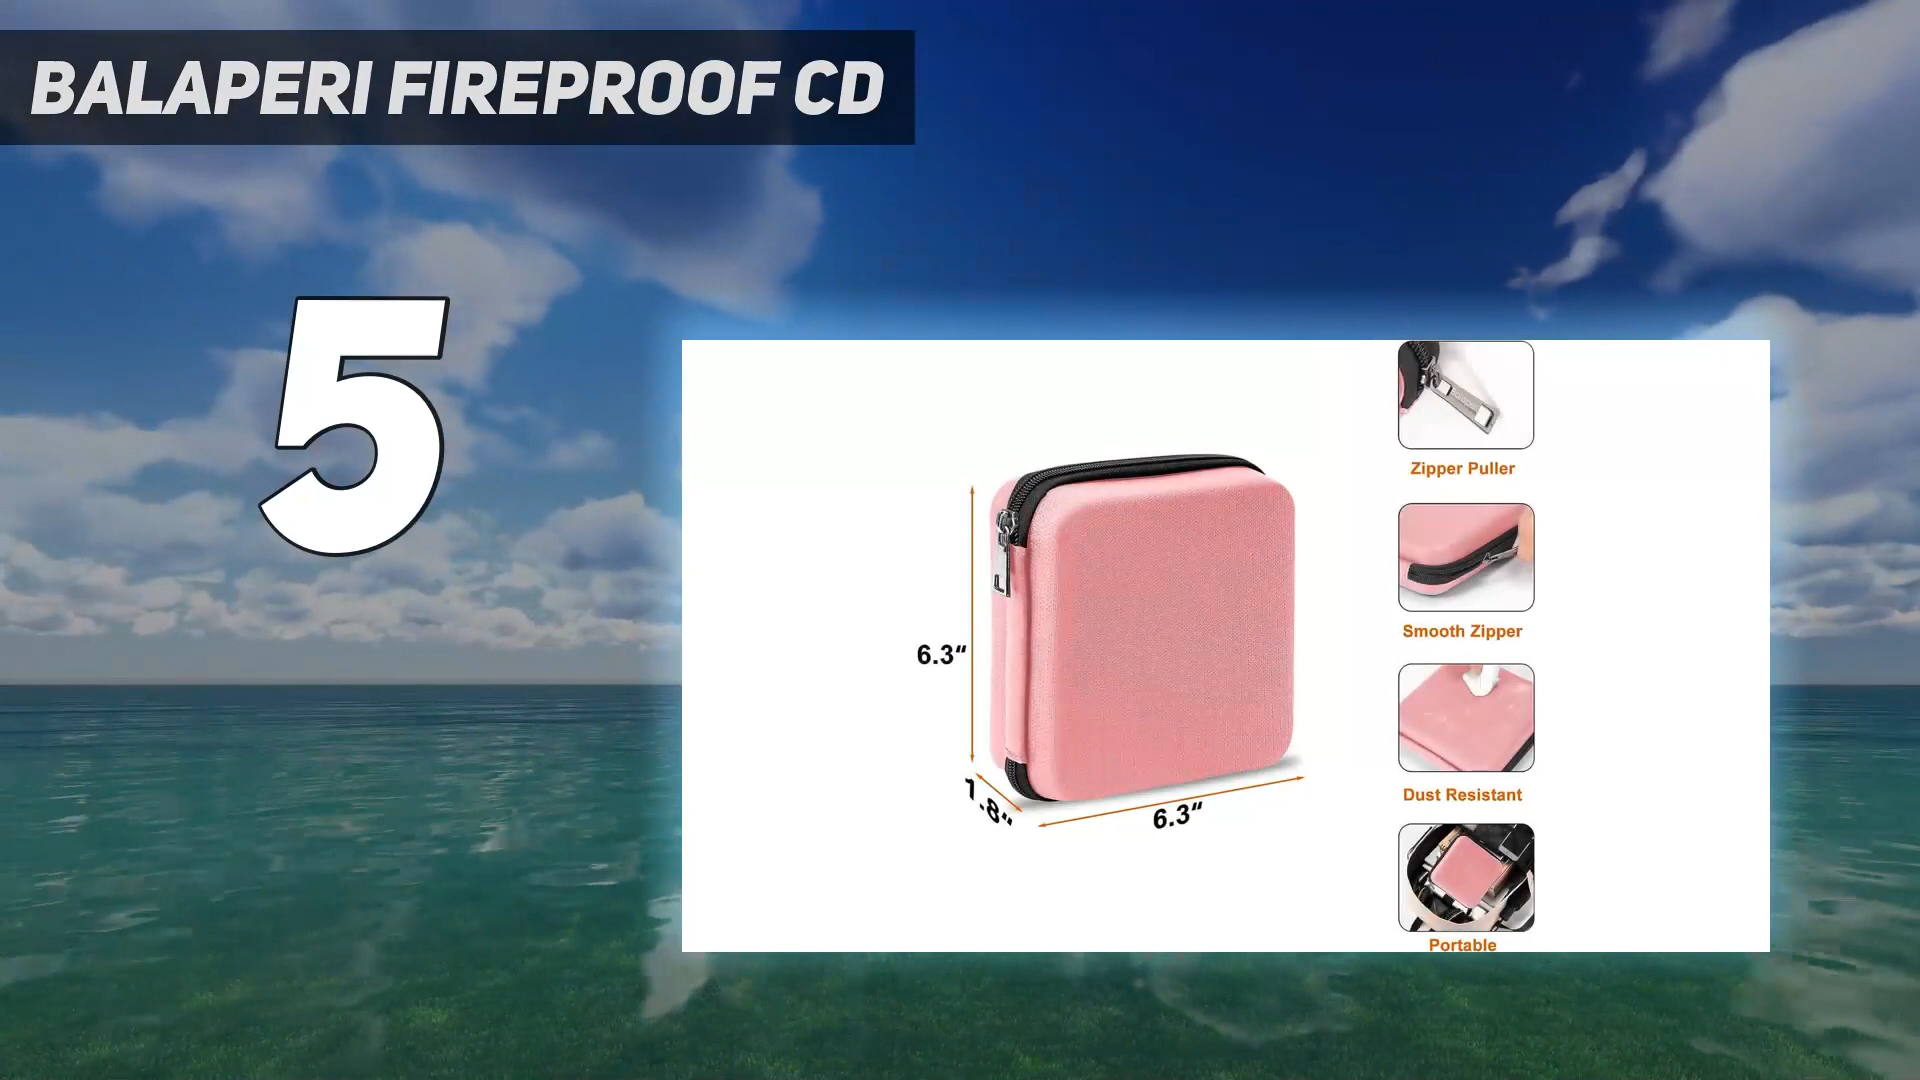 BALAPERI FIREPROOF CD
5
Zipper Puller
6.3“
Smooth Zipper
1.8“
6.3“
Dust Resistant
Portable